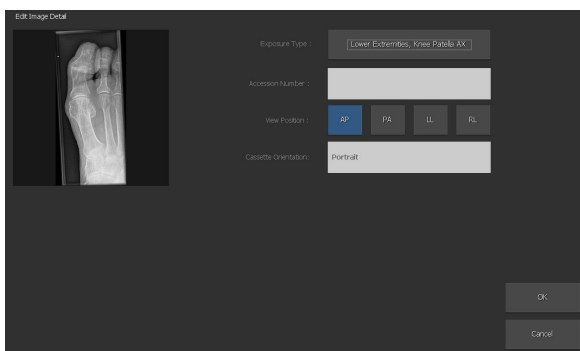 Edit Image Detail
Exposure Type :
Lower Extremities, Knee Patella AX
Accession Number :
View Position :
AP
PA
LL
RL
Cassette Orientation:
Portrait
OK
Cancel